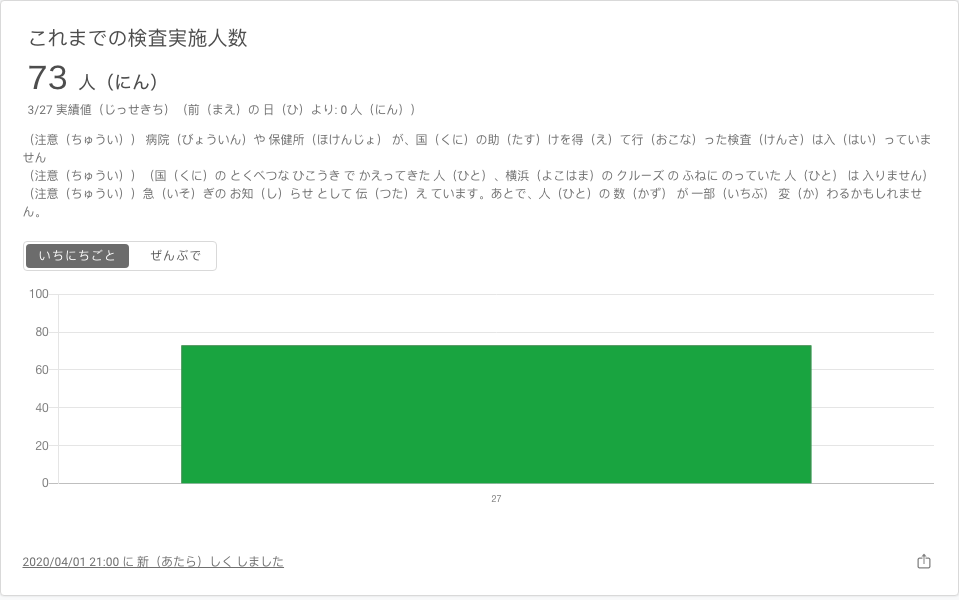 これまでの検査実施人数
73 人（にん）
3/27 実績値（じっせきち）（前（まえ）の 日（ひ）より: 0 人（にん））
（注意（ちゅうい）） 病院（びょういん）や 保健所（ほけんじょ） が、国（くに）の助（たす）けを得（え）て行（おこな）った検査（けんさ）は入（はい）っていま
せん
（注意（ちゅうい））（国（くに）の とくべつな ひこうき で かえってきた 人（ひと）、横浜（よこはま）の クルーズ の ふねに のっていた 人（ひと） は 入りません）
（注意（ちゅうい））急（いそ）ぎの お知（し）らせ として 伝（つた）え ています。あとで、人（ひと）の 数（かず） が 一部（いちぶ） 変（か）わるかもしれませ
ん。
いちにちごと ぜんぶで
100
80
60
40
20
0
27
2020/04/01 21:00 に 新（あたら）しく しました